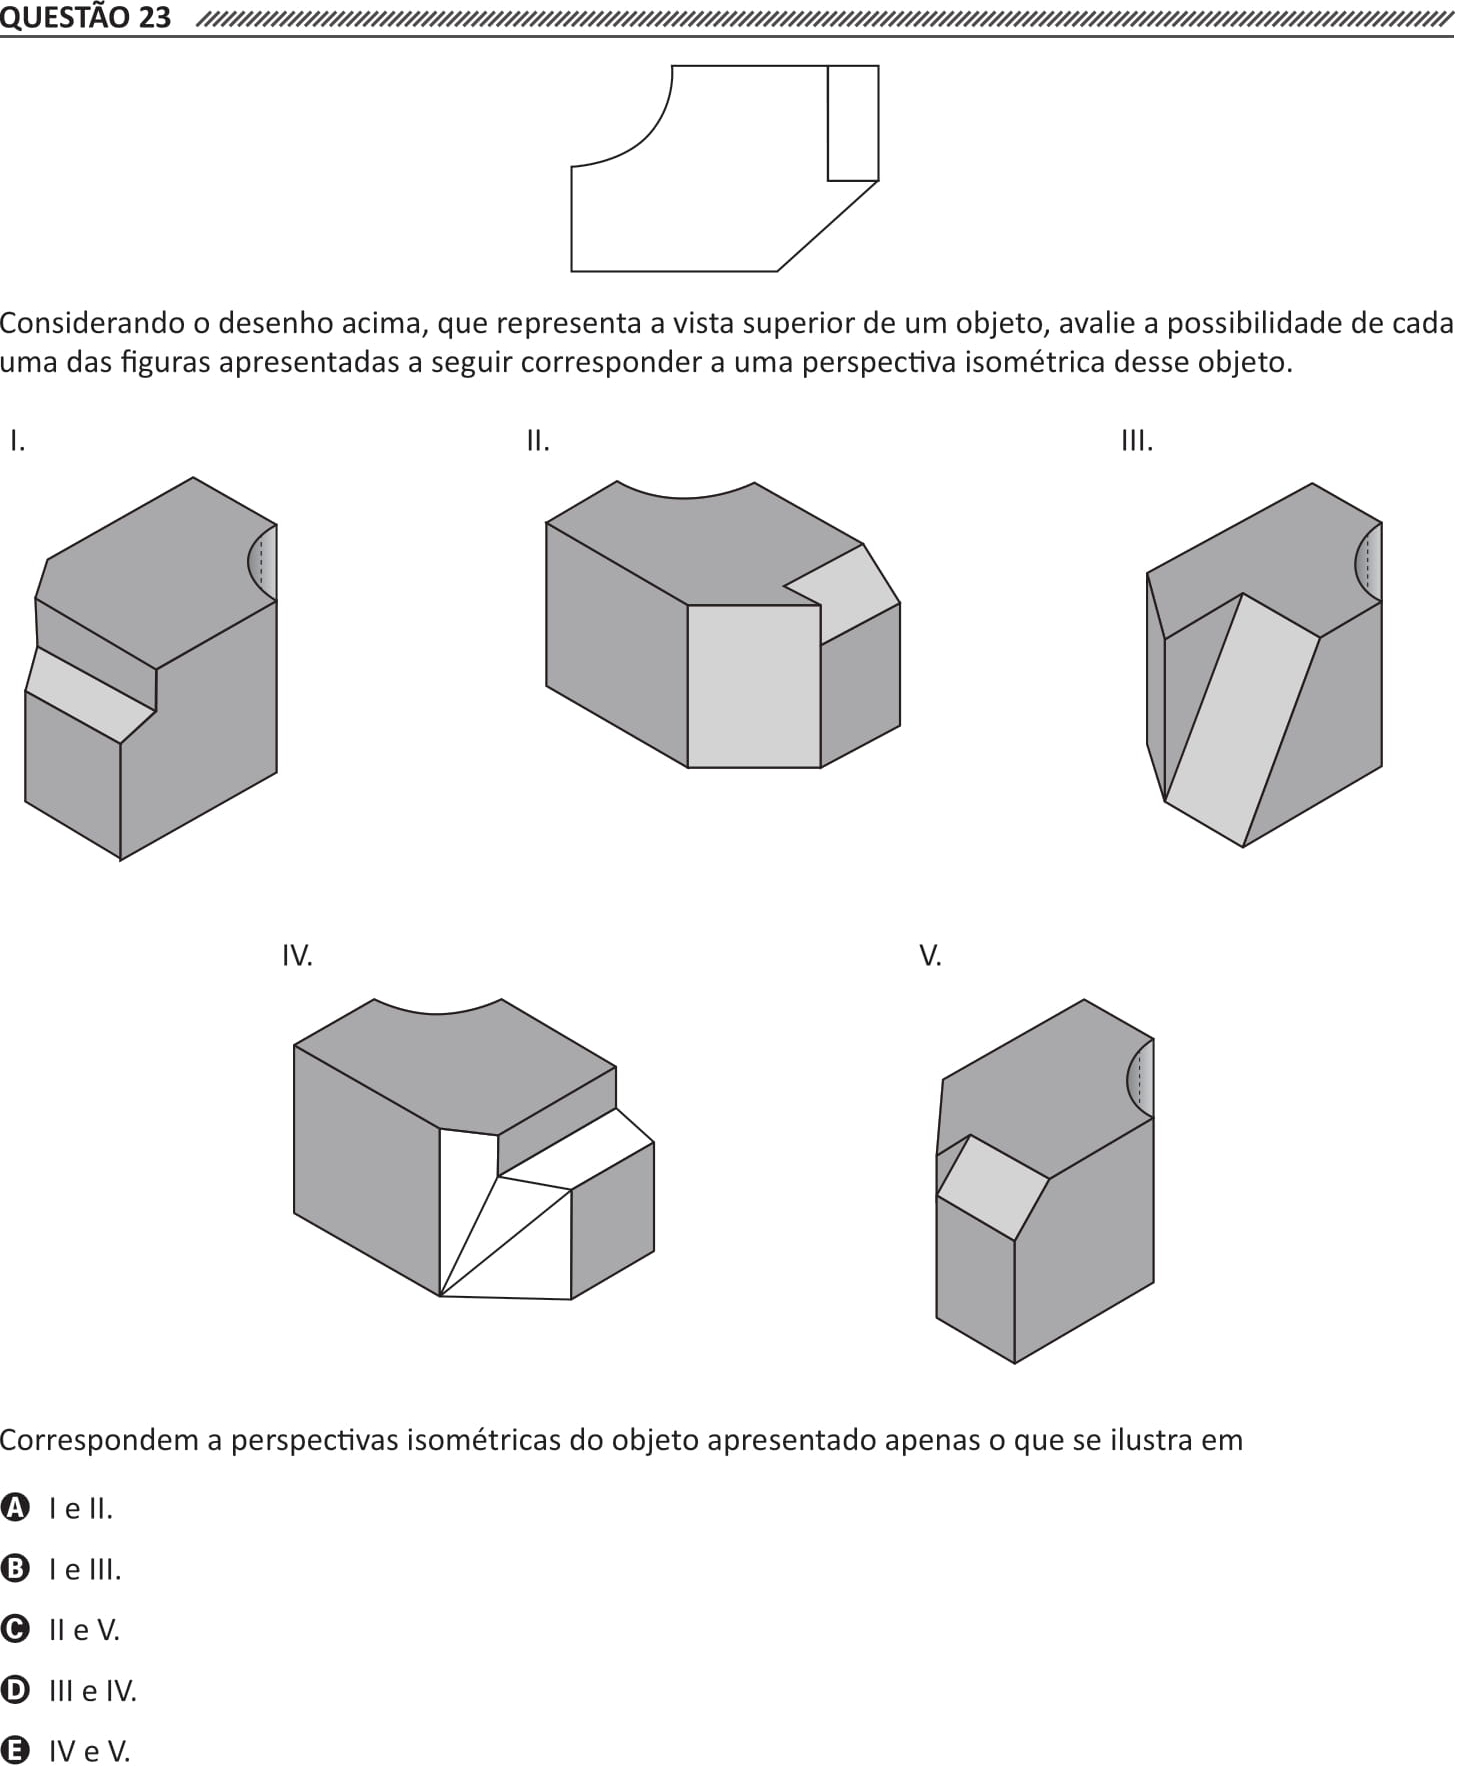 QUESTÃO 23
Considerando o desenho acima, que representa a vista superior de um objeto, avalie a possibilidade de cada
uma das figuras apresentadas a seguir corresponder a uma perspectiva isométrica desse objeto.
I.
II.
III.
IV.
V.
Correspondem a perspectivas isométricas do objeto apresentado apenas o que se ilustra em
A I e II.
B I e III.
C II e V.
D III e IV.
E IV e V.